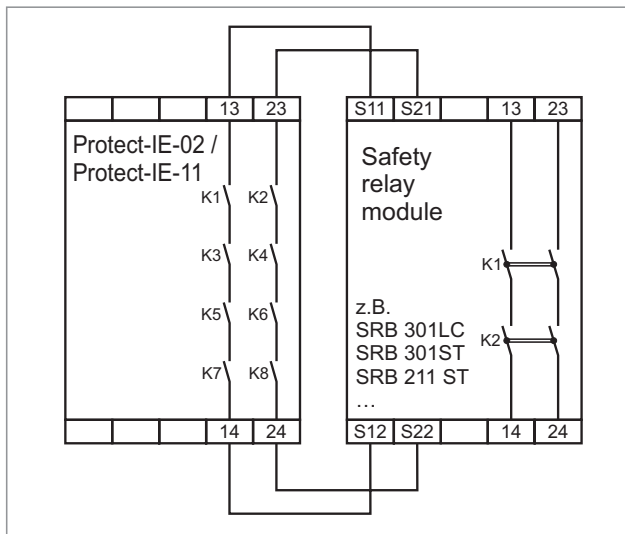 13 23
S11 S21 13 23
Protect-IE-02 /
Protect-IE-11
K1 K2
K3 K4
K5 K6
K7 K8
14 24
Safety
relay
module
K1
z.B.
SRB 301LC
K2
SRB 301ST
SRB 211 ST
...
S12 S22 14 24